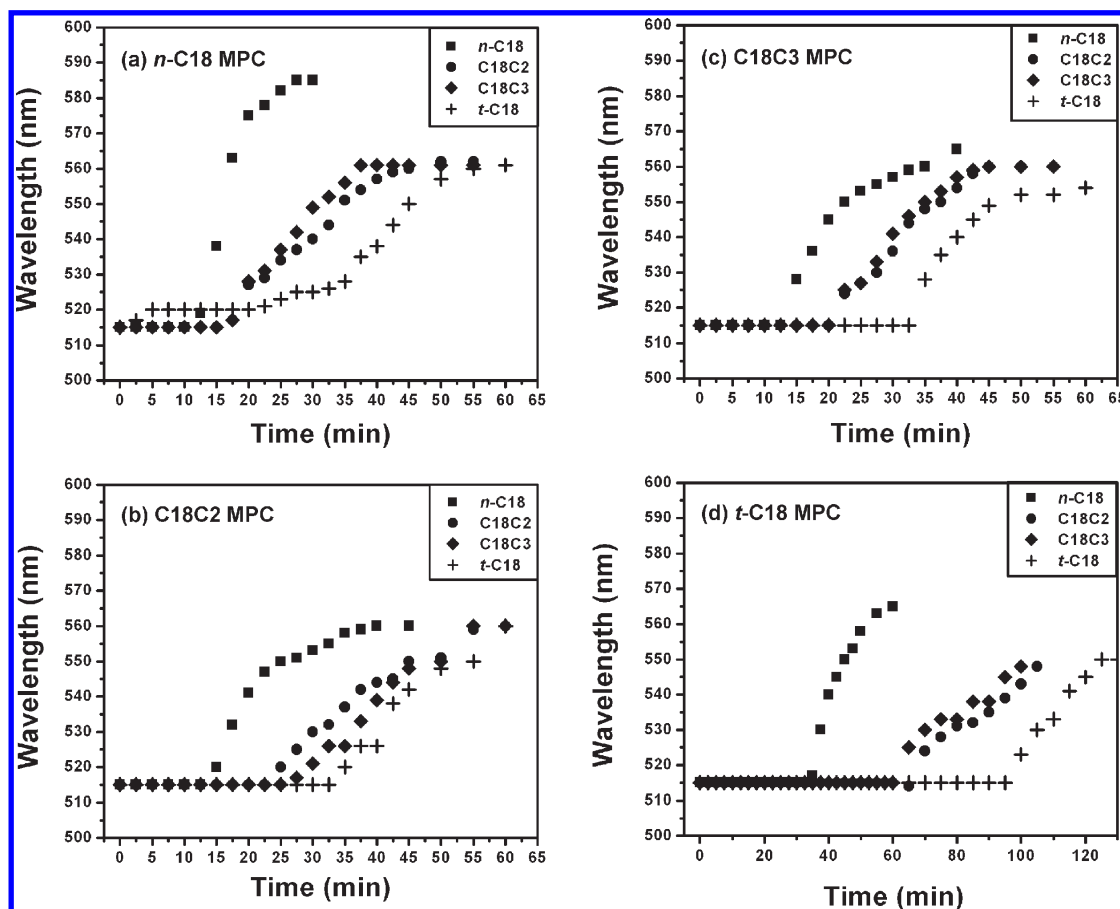 (a) n-C18 MPC
n-C18
C18C2
C18C3
t-C18
Wavelength (nm)
600
590
580
570
560
550
540
530
520
510
500
0 5 10 15 20 25 30 35 40 45 50 55 60 65
Time (min)
(c) C18C3 MPC
n-C18
C18C2
C18C3
t-C18
Wavelength (nm)
600
590
580
570
560
550
540
530
520
510
500
0 5 10 15 20 25 30 35 40 45 50 55 60 65
Time (min)
(b) C18C2 MPC
n-C18
C18C2
C18C3
t-C18
Wavelength (nm)
600
590
580
570
560
550
540
530
520
510
500
0 5 10 15 20 25 30 35 40 45 50 55 60 65
Time (min)
(d) t-C18 MPC
n-C18
C18C2
C18C3
t-C18
Wavelength (nm)
600
590
580
570
560
550
540
530
520
510
500
0 20 40 60 80 100 120
Time (min)